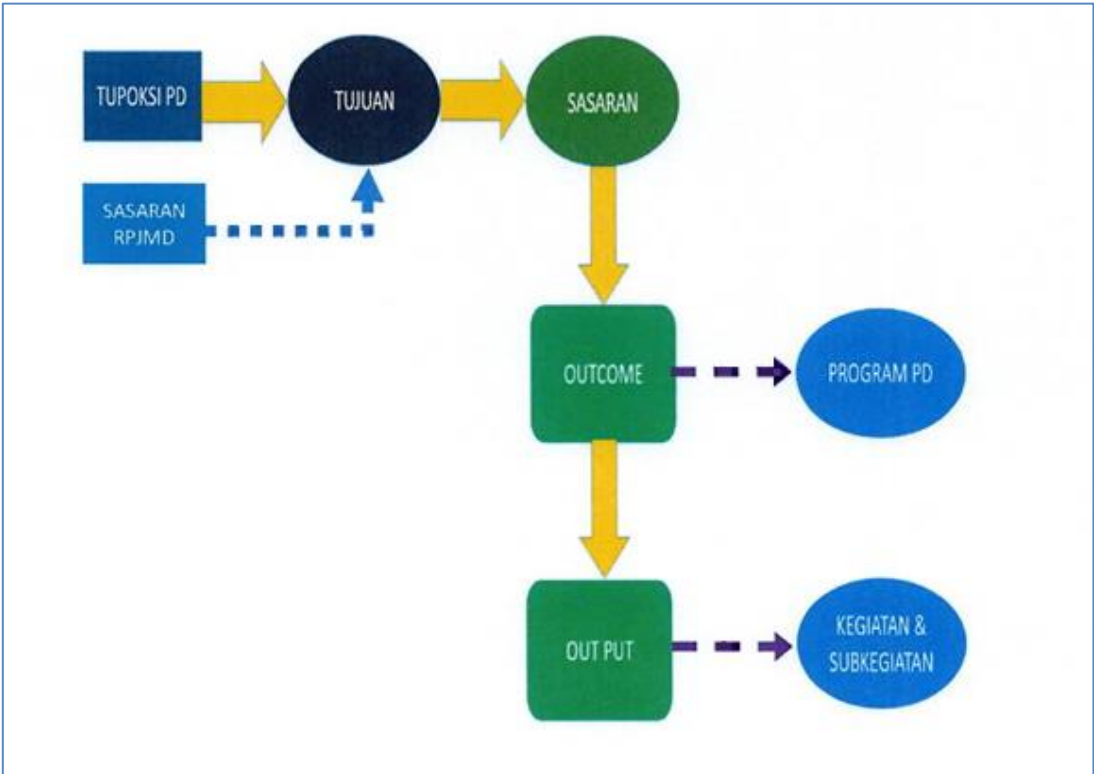 TUPOKSI PD
TUJUAN
SASARAN
SASARAN
RPJMD
OUTCOME
PROGRAM PD
OUT PUT
KEGIATAN &
SUBKEGIATAN